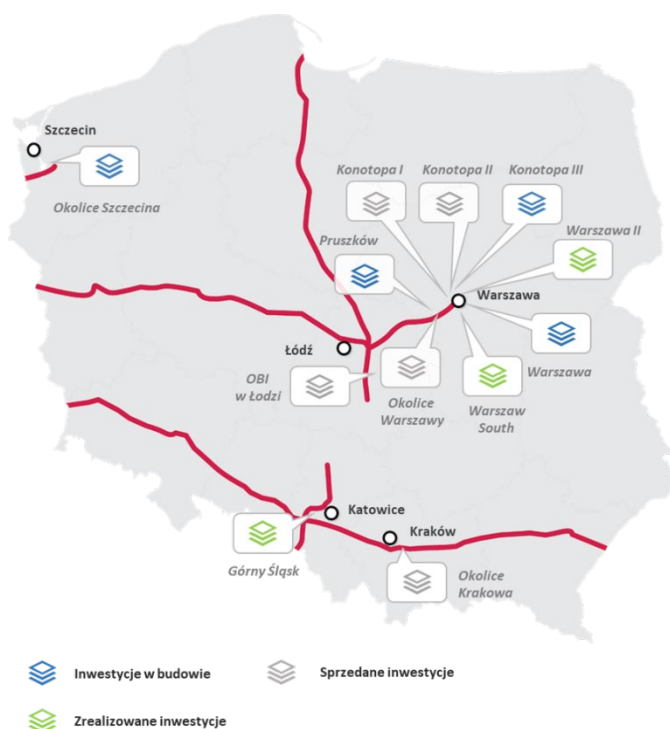 Szczecin
Okolice Szczecina
Konotopa I
Konotopa II
Konotopa III
Pruszków
Warszawa II
Warszawa
Łódź
OBI
w Łodzi
Okolice
Warszawy
Warszaw
South
Warszawa
Katowice
Kraków
Górny Śląsk
Okolice
Krakowa
Inwestycje w budowie
Sprzedane inwestycje
Zrealizowane inwestycje